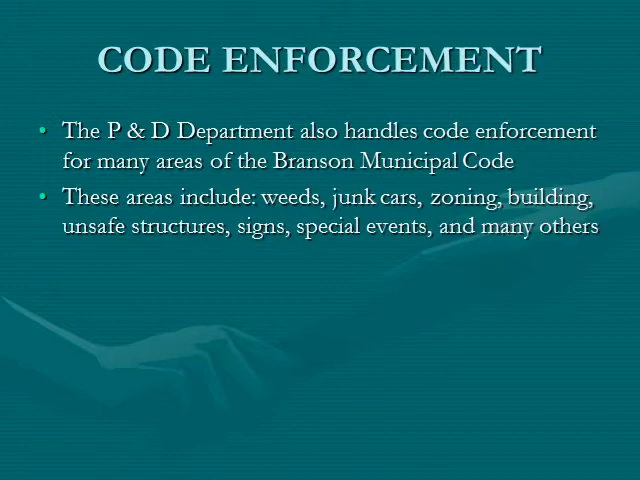 CODE ENFORCEMENT
• The P & D Department also handles code enforcement
for many areas of the Branson Municipal Code
• These areas include: weeds, junk cars, zoning, building,
unsafe structures, signs, special events, and many others